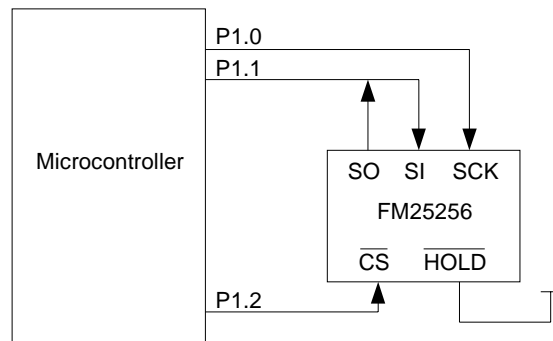 P1.0
P1.1
Microcontroller
SO SI SCK
FM25256
CS HOLD
P1.2